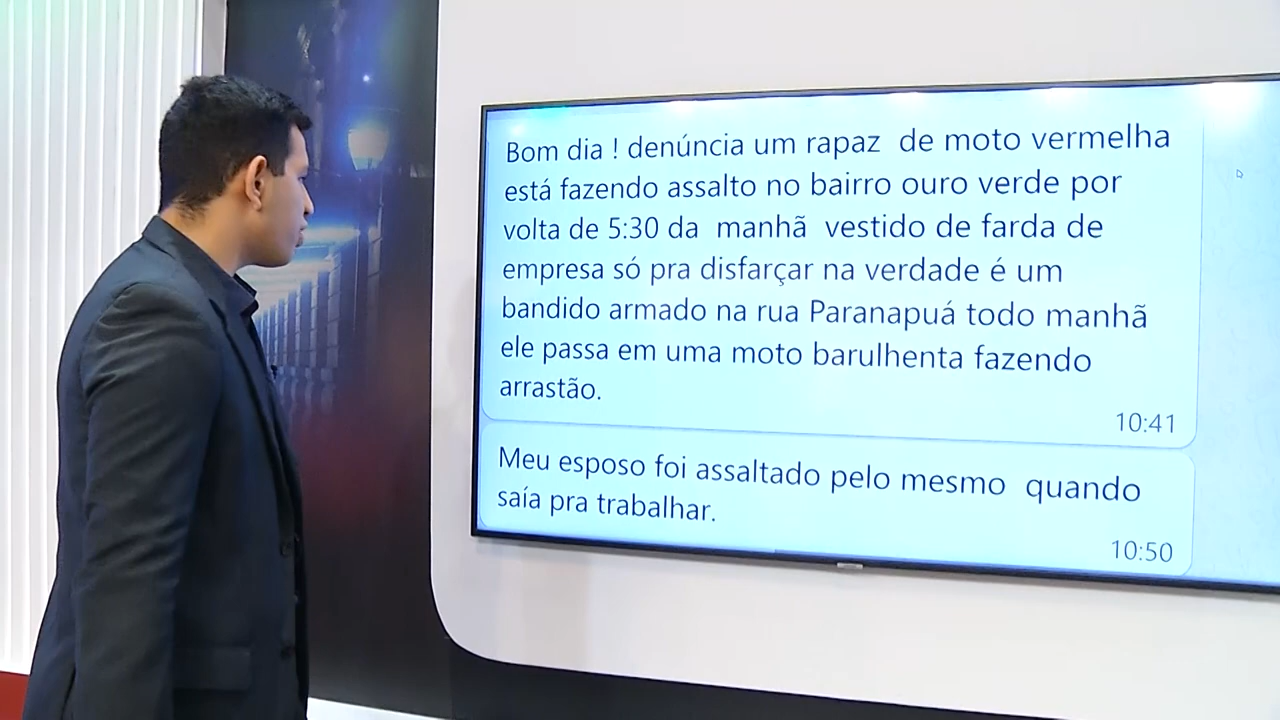 Bom dia ! denúncia um rapaz  de moto vermelha
está fazendo assalto no bairro ouro verde por
volta de 5:30 da  manhã  vestido de farda de
empresa só pra disfarçar na verdade é um
bandido armado na rua Paranapuá todo manhã
ele passa em uma moto barulhenta fazendo
arrastão.
10:41
Meu esposo foi assaltado pelo mesmo  quando
saía pra trabalhar.
10:50